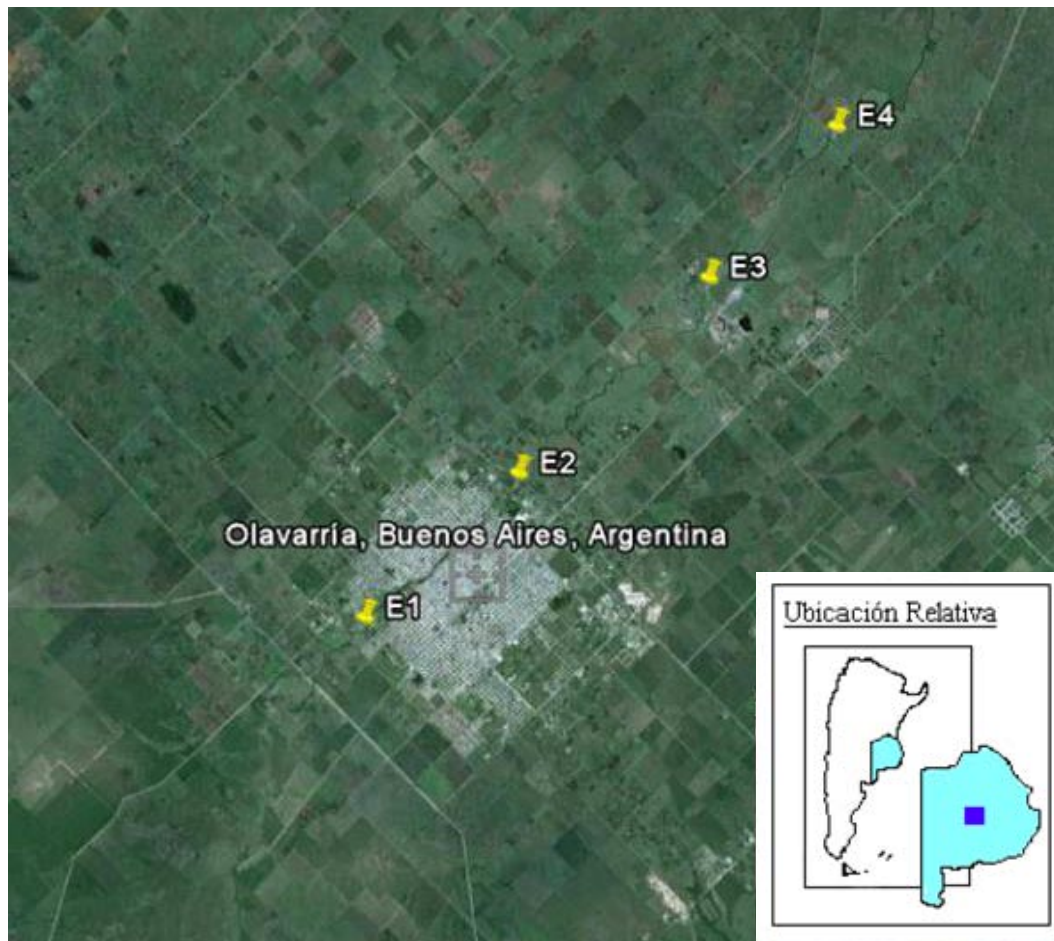 E4
E3
E2
Olavarría, Buenos Aires, Argentina
E1
Ubicación Relativa